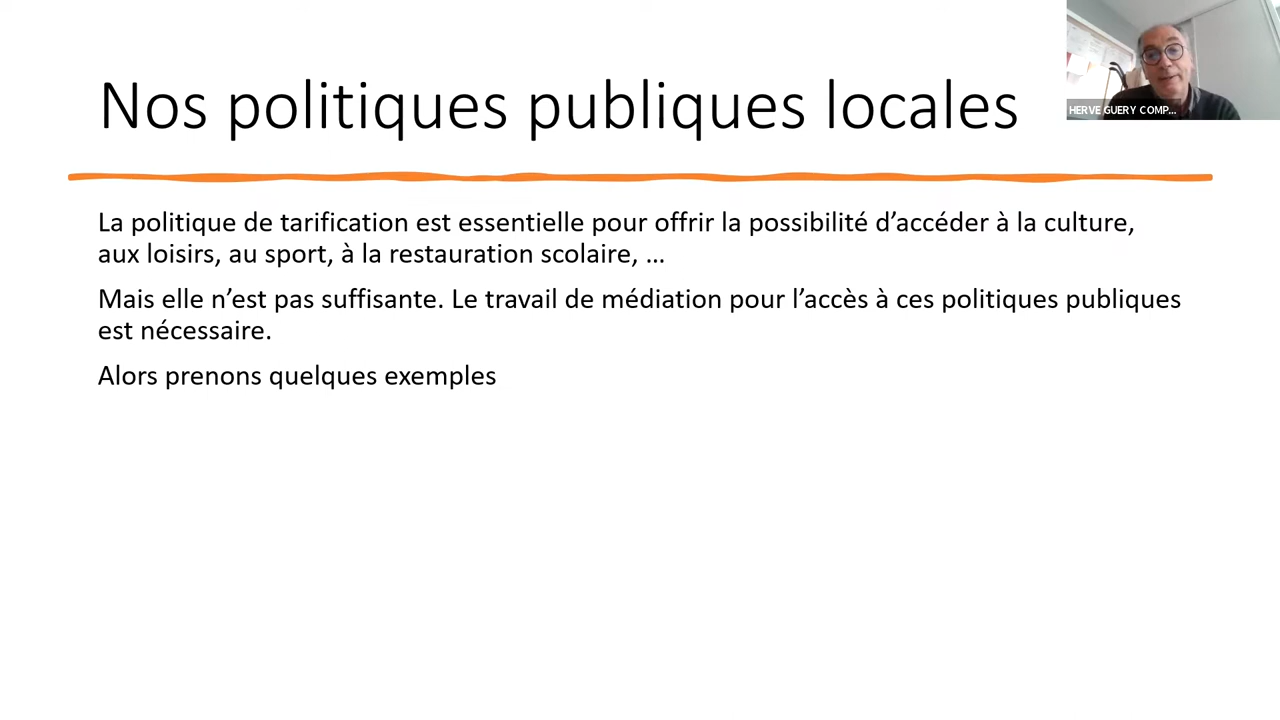 Nos politiques publiques locales
HERVE GUERY COMP...
La politique de tarification est essentielle pour offrir la possibilité d’accéder à la culture,
aux loisirs, au sport, à la restauration scolaire, …
Mais elle n’est pas suffisante. Le travail de médiation pour l’accès à ces politiques publiques
est nécessaire.
Alors prenons quelques exemples